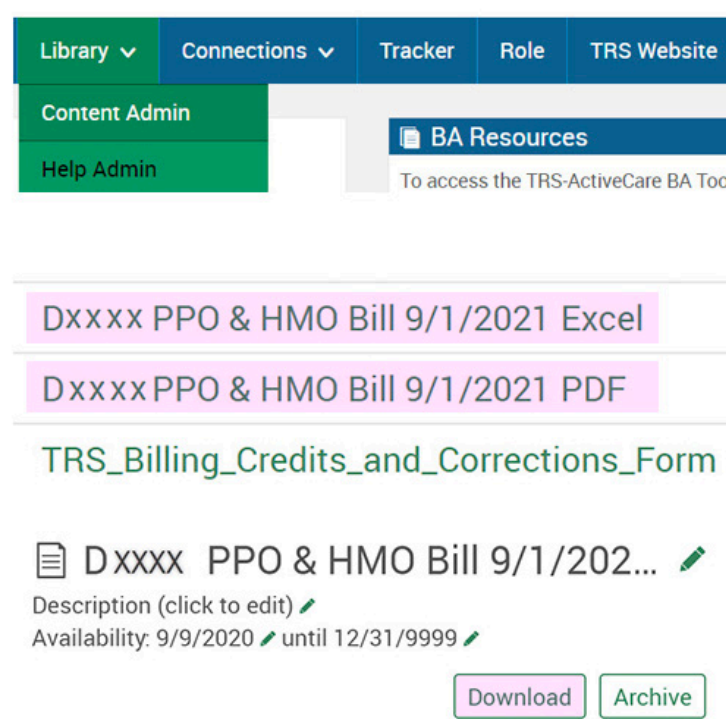 Library Connections Tracker Role TRS Website
Content Admin
BA Resources
Help Admin
To access the TRS-ActiveCare BA Too
Dxxxx PPO & HMO Bill 9/1/2021 Excel
Dxxxx PPO & HMO Bill 9/1/2021 PDF
TRS_Billing_Credits_and_Corrections_Form
Dxxxx PPO & HMO Bill 9/1/202...
Description (click to edit)
Availability: 9/9/2020 until 12/31/9999
Download Archive